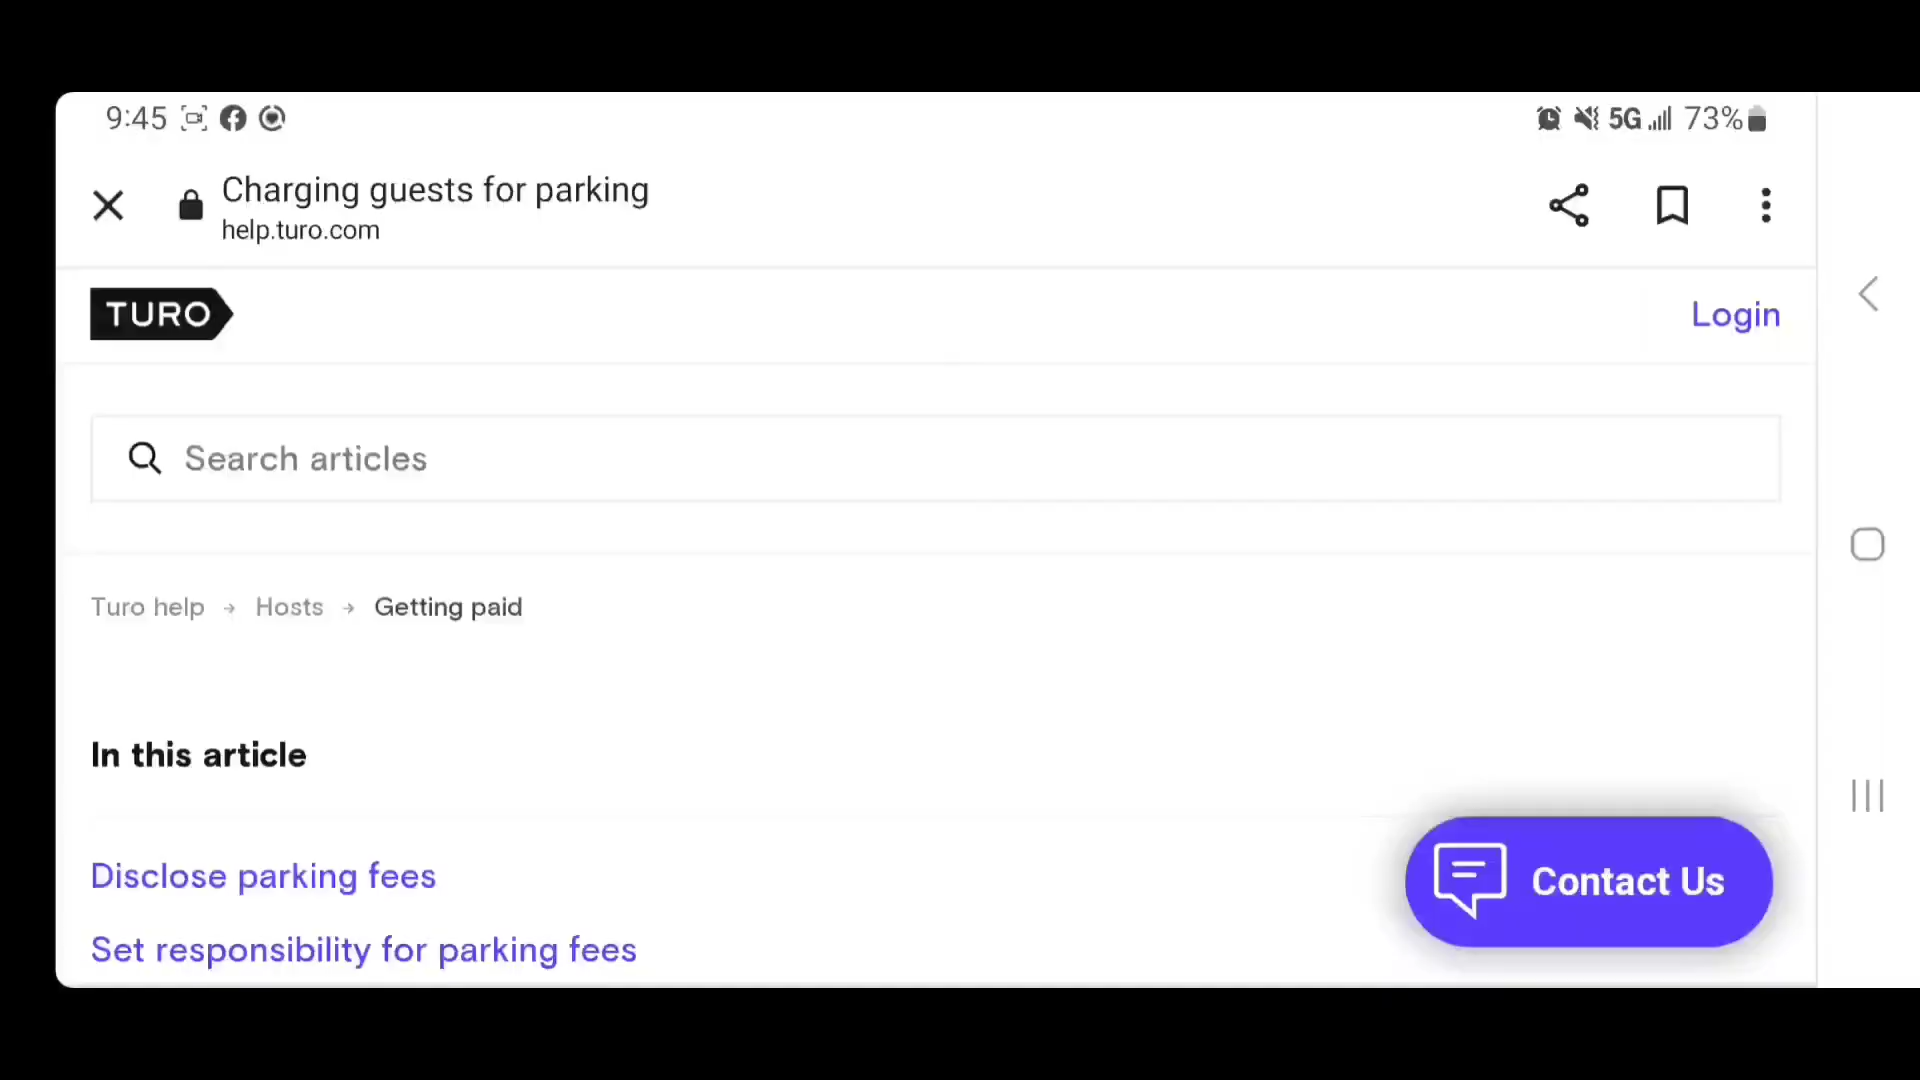 9:45
5G 73%
Charging guests for parking
help.turo.com
TURO
Login
Search articles
Turo help → Hosts → Getting paid
In this article
Disclose parking fees
Contact Us
Set responsibility for parking fees